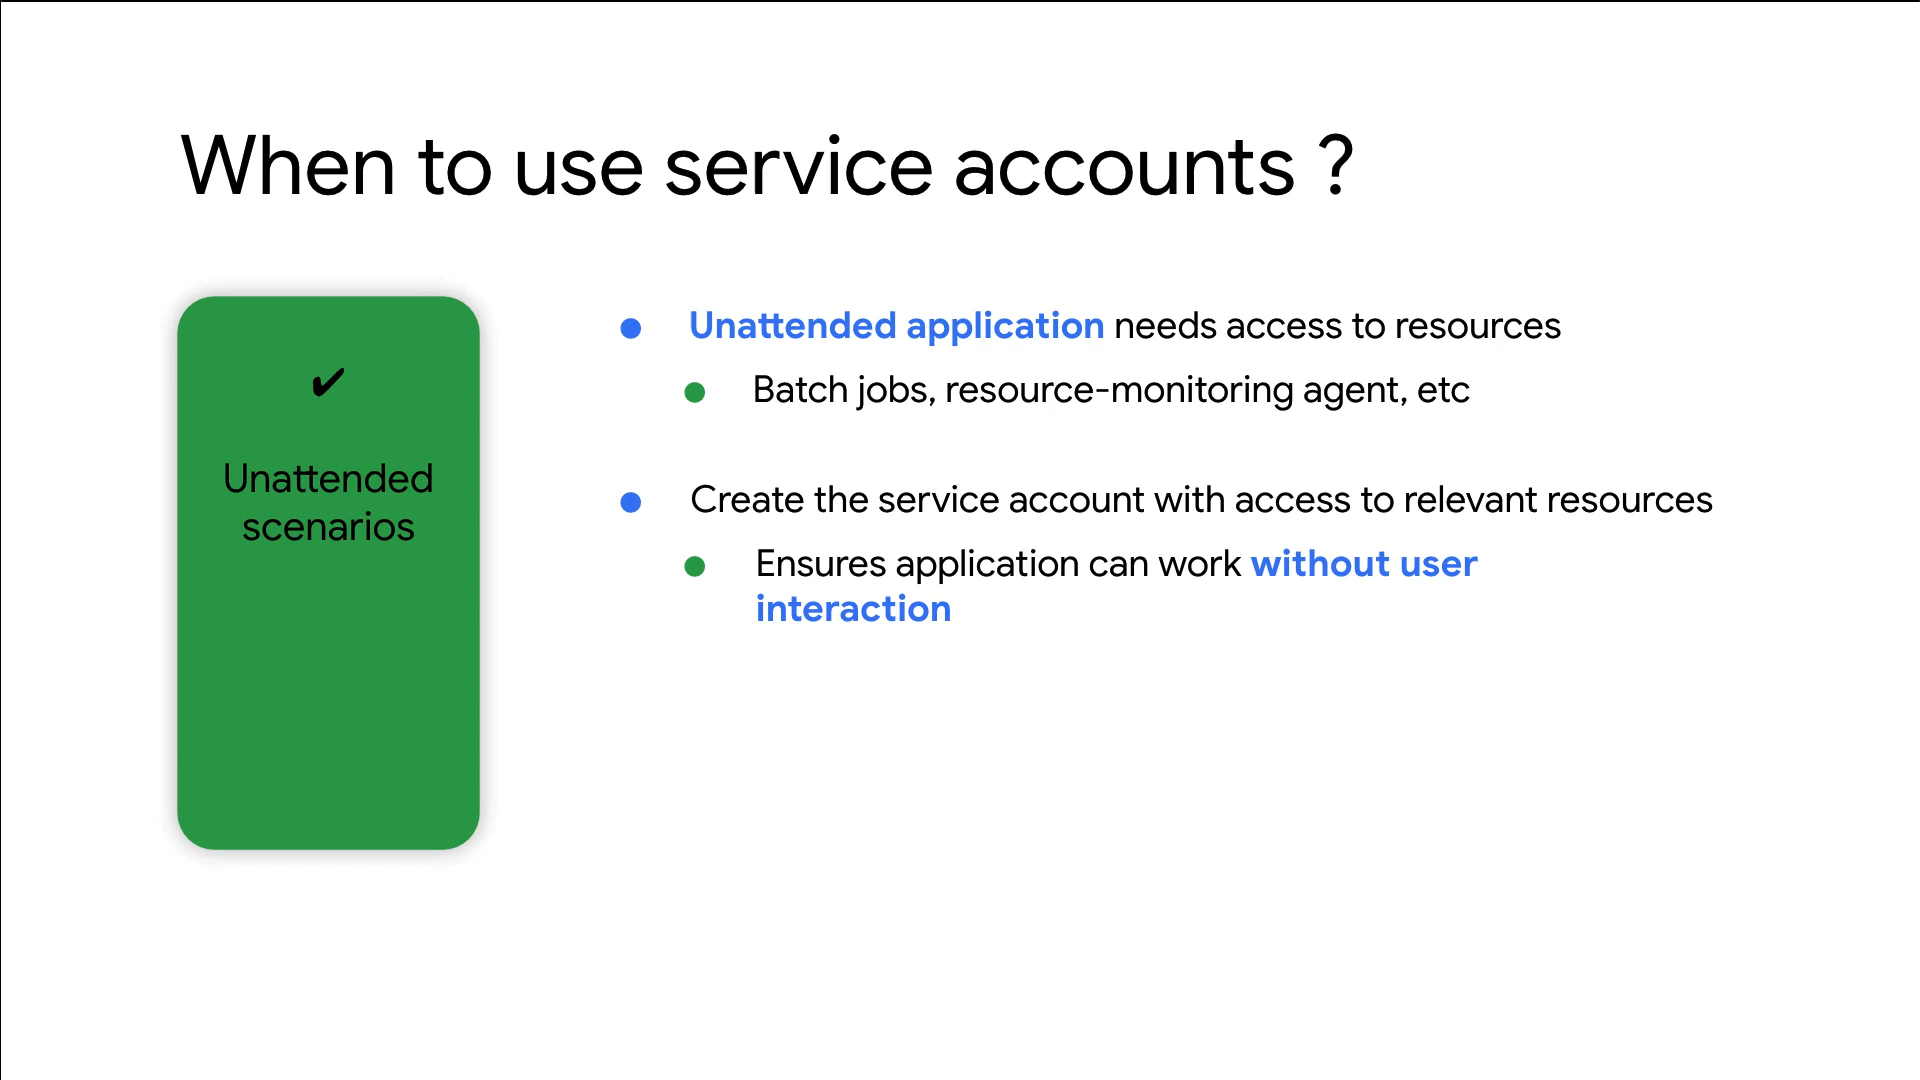 When to use service accounts ?
✔
Unattended
scenarios
Unattended application needs access to resources
Batch jobs, resource-monitoring agent, etc
Create the service account with access to relevant resources
Ensures application can work without user
interaction